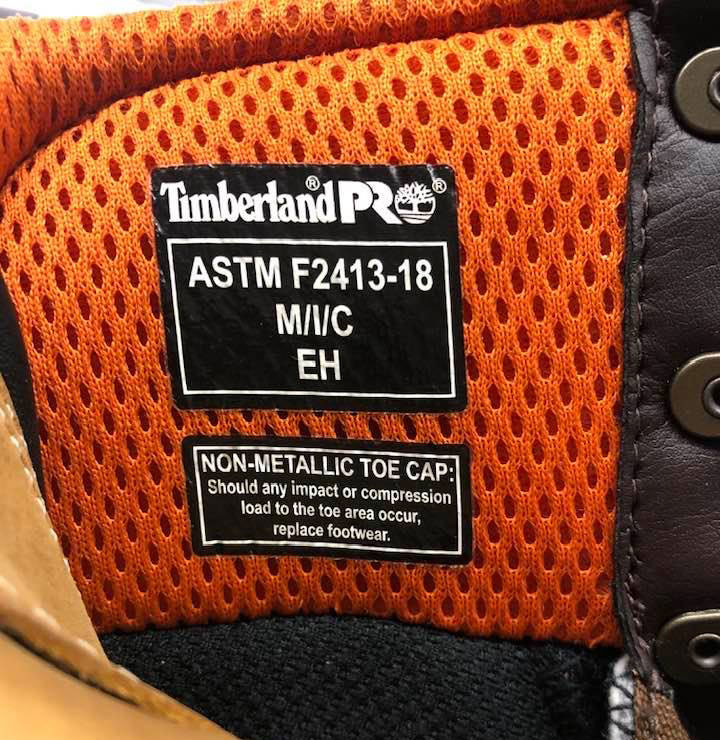 Timberland® PRO®
ASTM F2413-18
M/I/C
EH
NON-METALLIC TOE CAP:
Should any impact or compression
load to the toe area occur,
replace footwear.